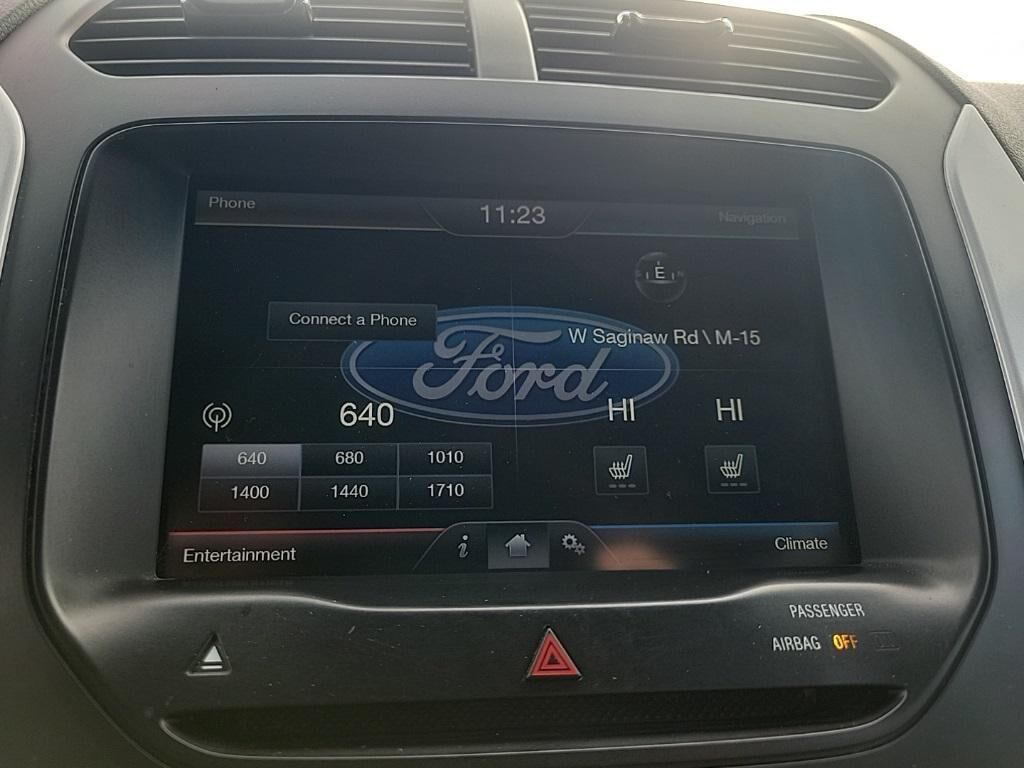 Phone 11:23 Navigation
E
Connect a Phone
W Saginaw Rd \ M-15
Ford
640 HI HI
640 680 1010
1400 1440 1710
Entertainment i Climate
PASSENGER
AIRBAG OFF